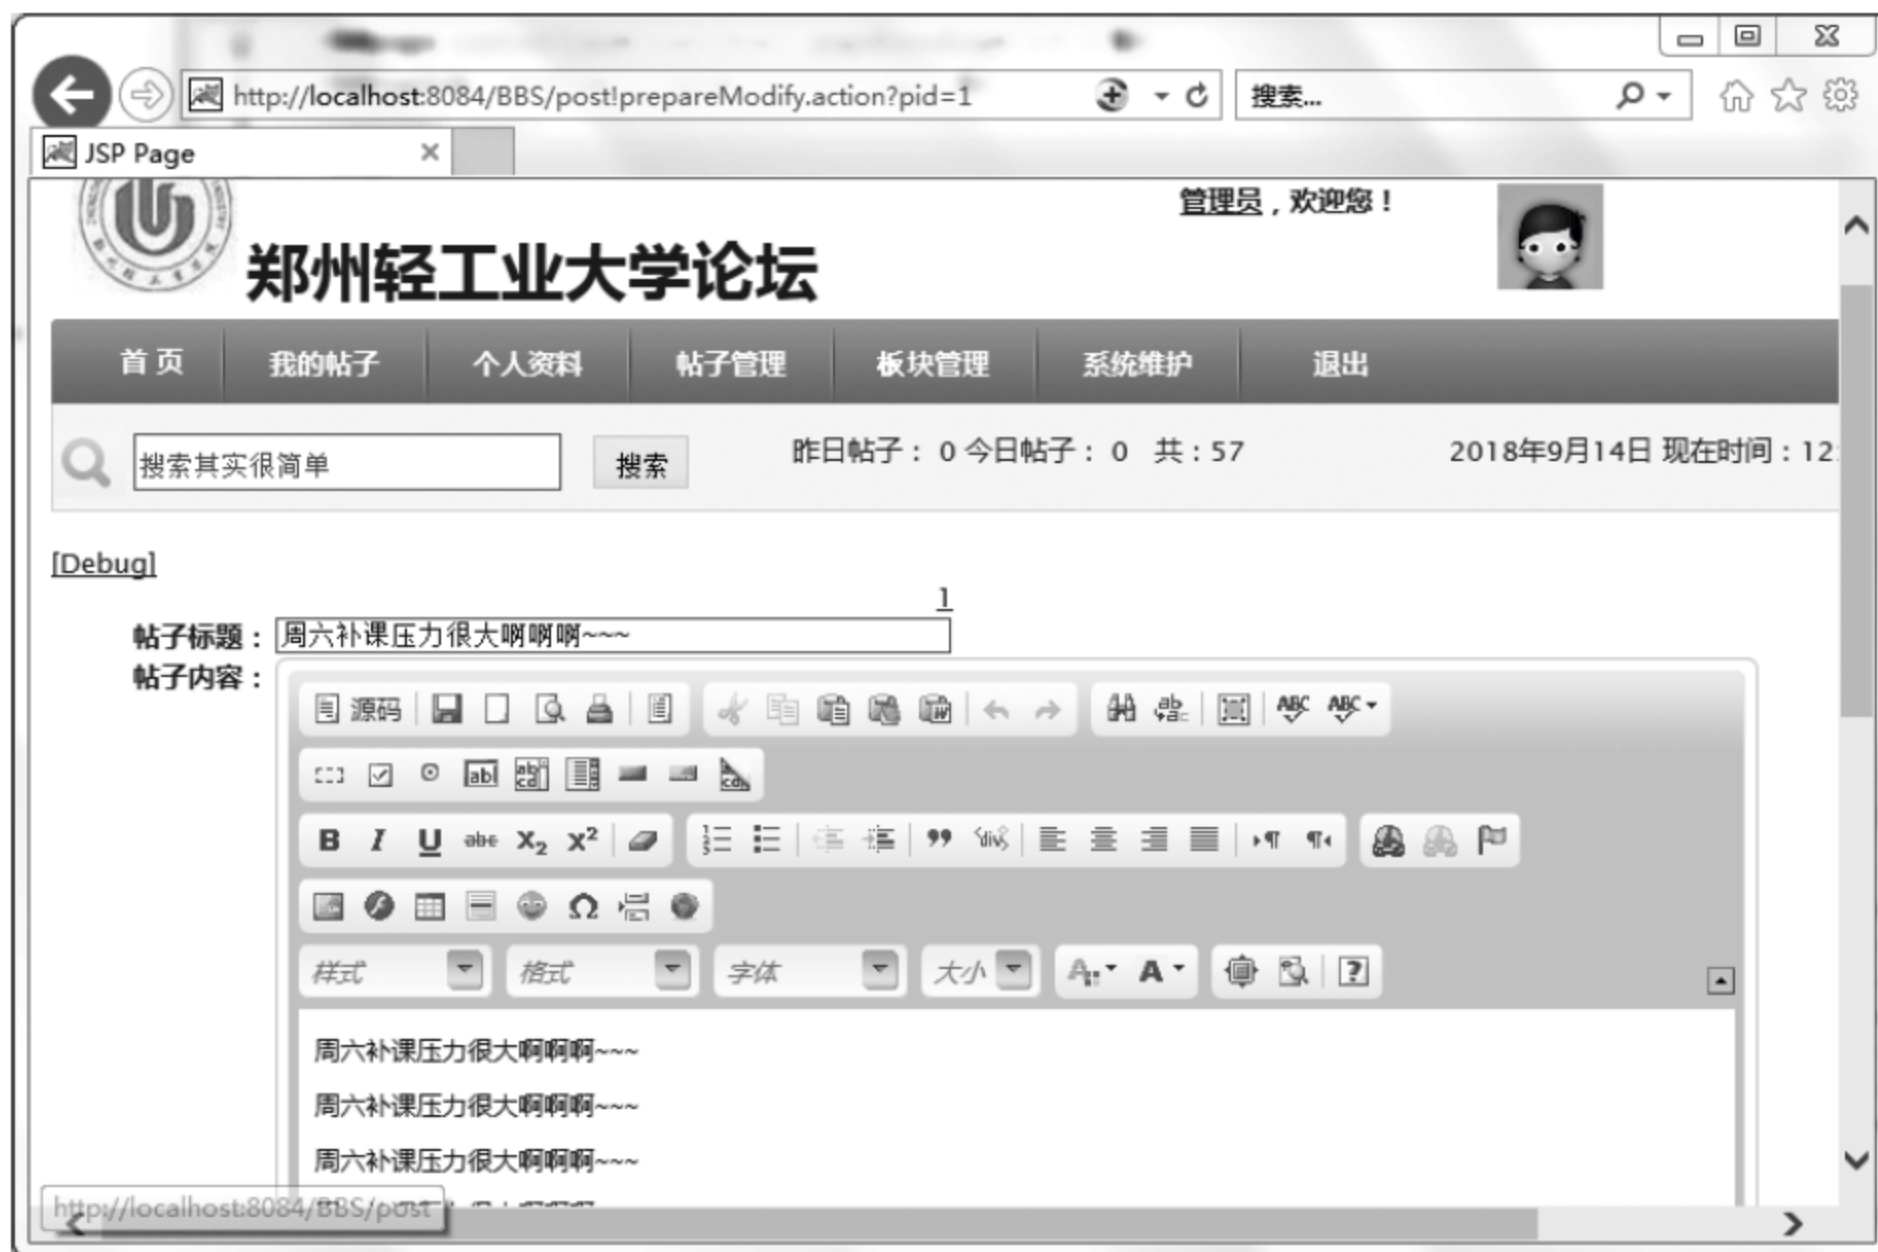 http://localhost:8084/BBS/post!prepareModify.action?pid=1
搜索...
JSP Page
管理员，欢迎您！
郑州轻工业大学论坛
首 页 我的帖子 个人资料 帖子管理 板块管理 系统维护 退出
搜索其实很简单 搜索 昨日帖子： 0 今日帖子： 0 共：57 2018年9月14日 现在时间：12:
[Debug]
1
帖子标题：周六补课压力很大啊啊啊~~~
帖子内容：
源码
B I U abc X₂ X²
样式 格式 字体 大小
周六补课压力很大啊啊啊~~~
周六补课压力很大啊啊啊~~~
周六补课压力很大啊啊啊~~~
http://localhost:8084/BBS/post